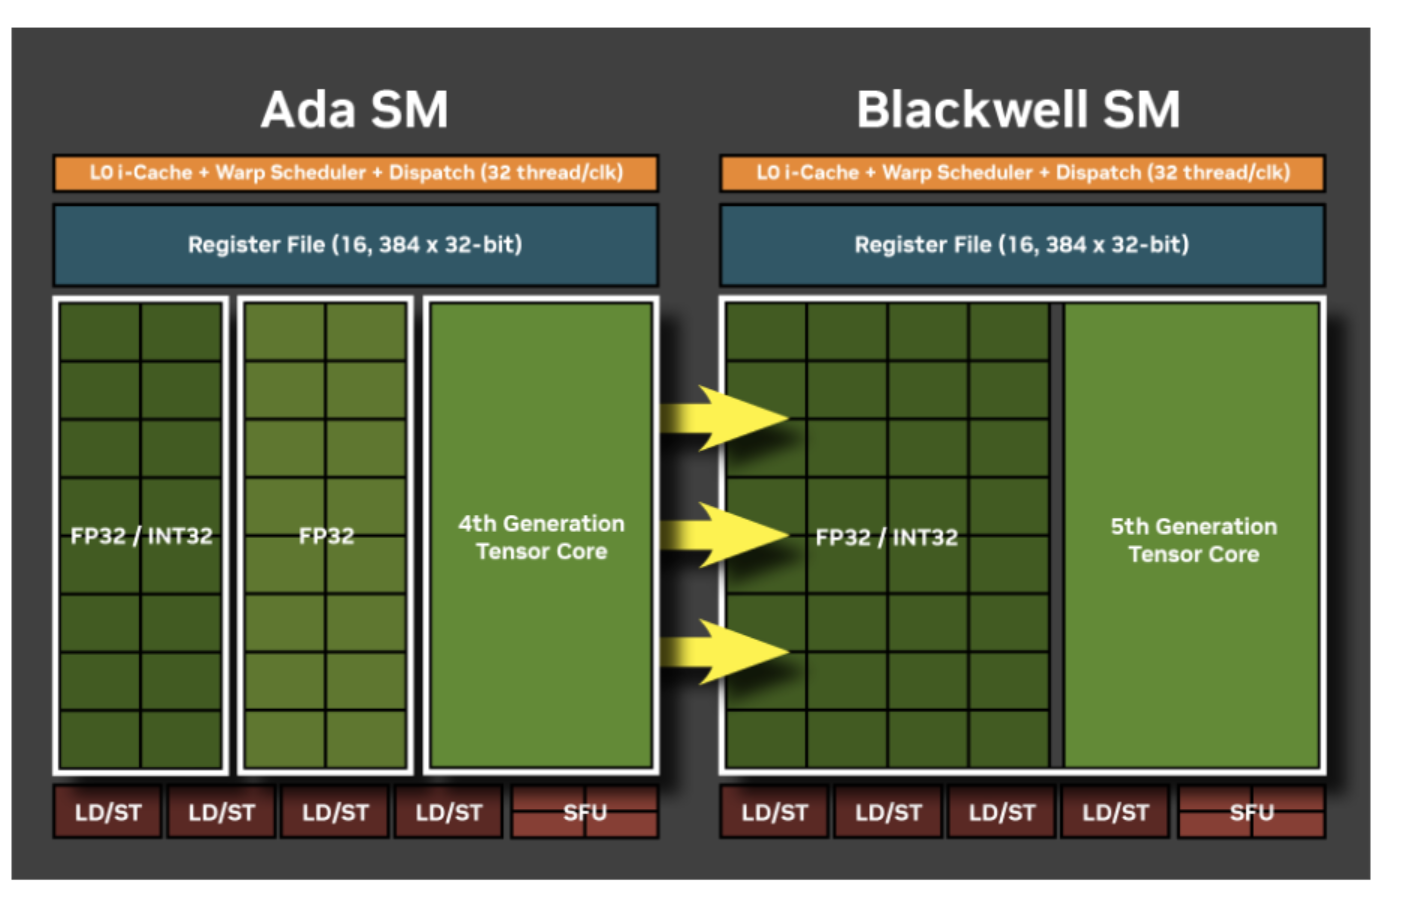 Ada SM
Blackwell SM
L0 i-Cache + Warp Scheduler + Dispatch (32 thread/clk)
L0 i-Cache + Warp Scheduler + Dispatch (32 thread/clk)
Register File (16, 384 x 32-bit)
Register File (16, 384 x 32-bit)
FP32 / INT32
FP32
4th Generation
Tensor Core
FP32 / INT32
5th Generation
Tensor Core
LD/ST
LD/ST
LD/ST
LD/ST
SFU
LD/ST
LD/ST
LD/ST
LD/ST
SFU